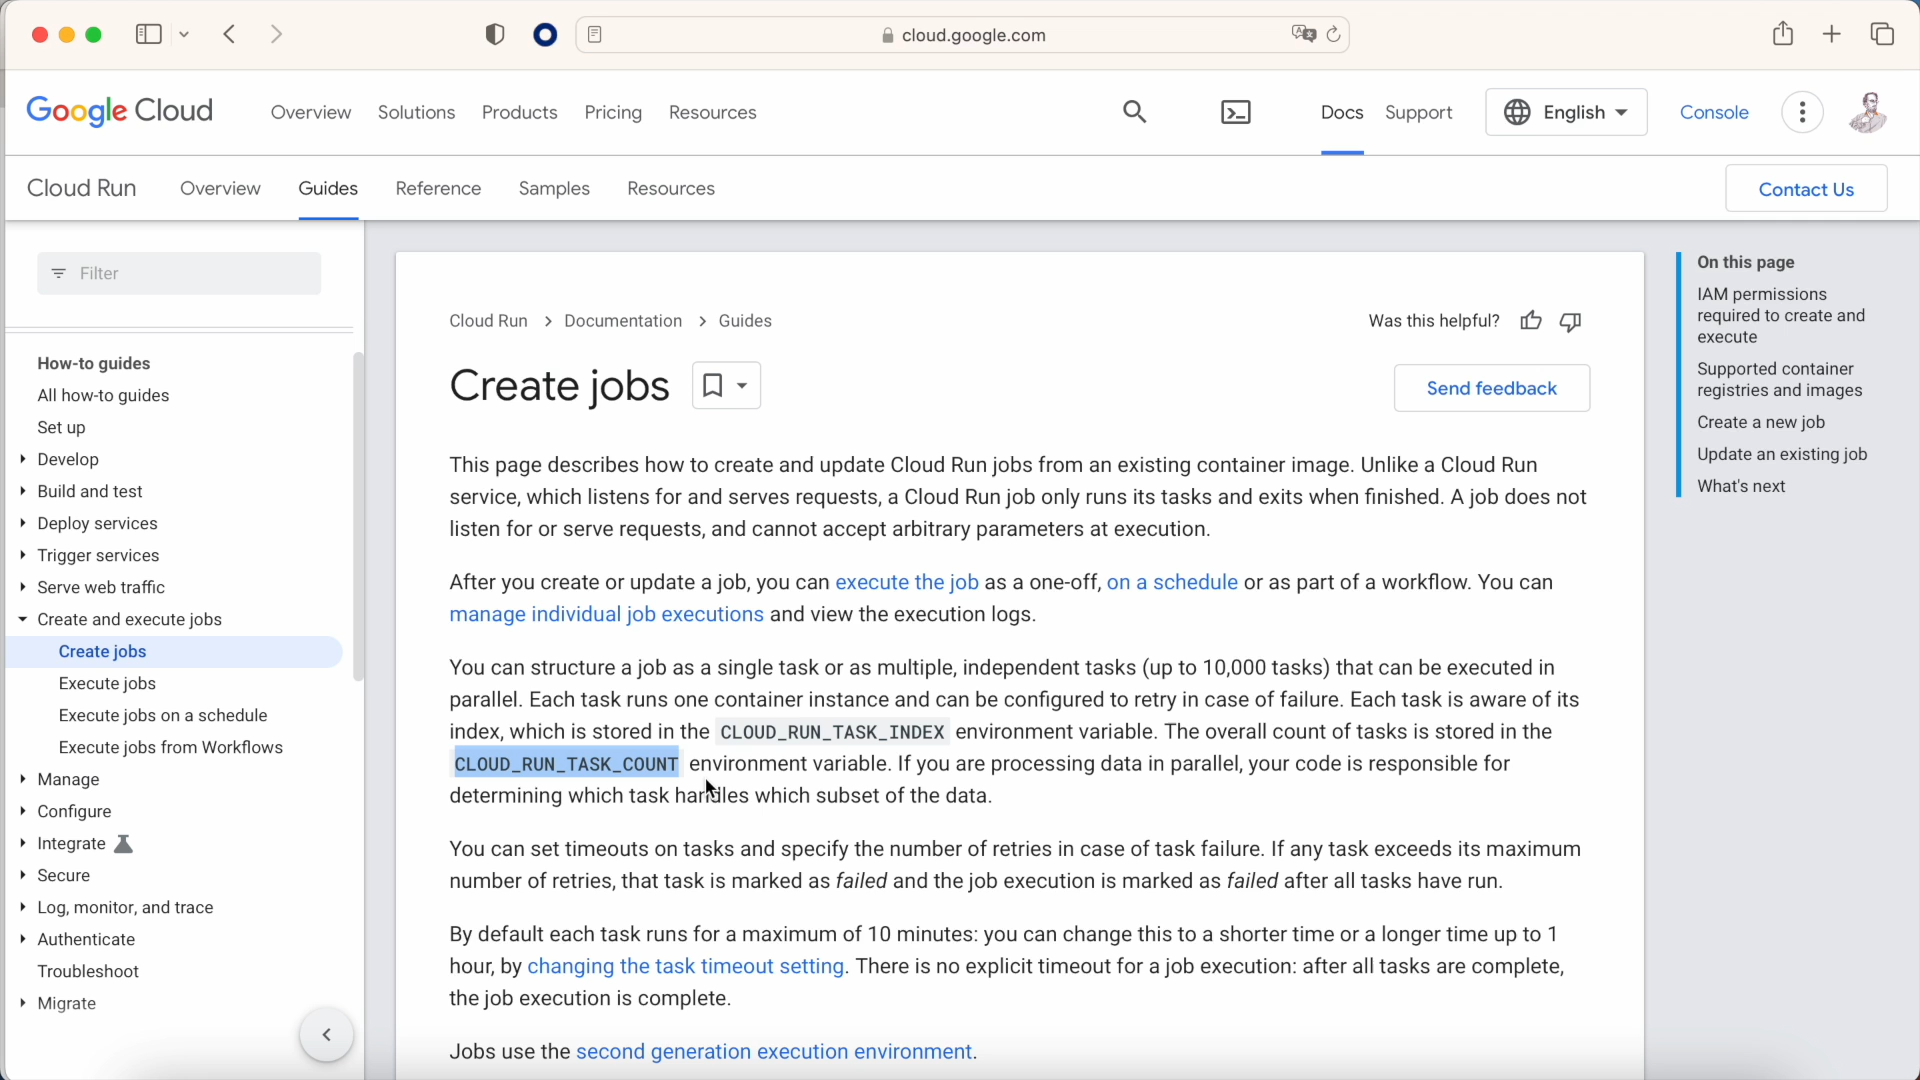 cloud.google.com
Google Cloud
Overview
Solutions
Products
Pricing
Resources
Docs
Support
English
Console
Cloud Run
Overview
Guides
Reference
Samples
Resources
Contact Us
Filter
How-to guides
All how-to guides
Set up
Develop
Build and test
Deploy services
Trigger services
Serve web traffic
Create and execute jobs
Create jobs
Execute jobs
Execute jobs on a schedule
Execute jobs from Workflows
Manage
Configure
Integrate
Secure
Log, monitor, and trace
Authenticate
Troubleshoot
Migrate
Cloud Run > Documentation > Guides
Was this helpful?
Create jobs
Send feedback
This page describes how to create and update Cloud Run jobs from an existing container image. Unlike a Cloud Run
service, which listens for and serves requests, a Cloud Run job only runs its tasks and exits when finished. A job does not
listen for or serve requests, and cannot accept arbitrary parameters at execution.
After you create or update a job, you can execute the job as a one-off, on a schedule or as part of a workflow. You can
manage individual job executions and view the execution logs.
You can structure a job as a single task or as multiple, independent tasks (up to 10,000 tasks) that can be executed in
parallel. Each task runs one container instance and can be configured to retry in case of failure. Each task is aware of its
index, which is stored in the CLOUD_RUN_TASK_INDEX environment variable. The overall count of tasks is stored in the
CLOUD_RUN_TASK_COUNT environment variable. If you are processing data in parallel, your code is responsible for
determining which task handles which subset of the data.
You can set timeouts on tasks and specify the number of retries in case of task failure. If any task exceeds its maximum
number of retries, that task is marked as failed and the job execution is marked as failed after all tasks have run.
By default each task runs for a maximum of 10 minutes: you can change this to a shorter time or a longer time up to 1
hour, by changing the task timeout setting. There is no explicit timeout for a job execution: after all tasks are complete,
the job execution is complete.
Jobs use the second generation execution environment.
On this page
IAM permissions
required to create and
execute
Supported container
registries and images
Create a new job
Update an existing job
What's next